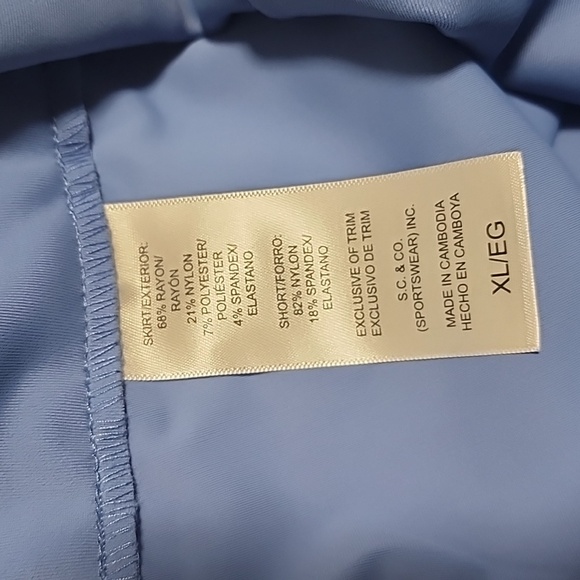 SKIRT/EXTERIOR:
68% RAYON/
RAYÓN
21% NYLON
7% POLYESTER/
POLIÉSTER
4% SPANDEX/
ELASTANO
SHORT/FORRO:
82% NYLON
18% SPANDEX/
ELASTANO
EXCLUSIVE OF TRIM
EXCLUSIVO DE TRIM
S.C. & CO.
(SPORTSWEAR), INC.
MADE IN CAMBODIA
HECHO EN CAMBOYA
XL/EG